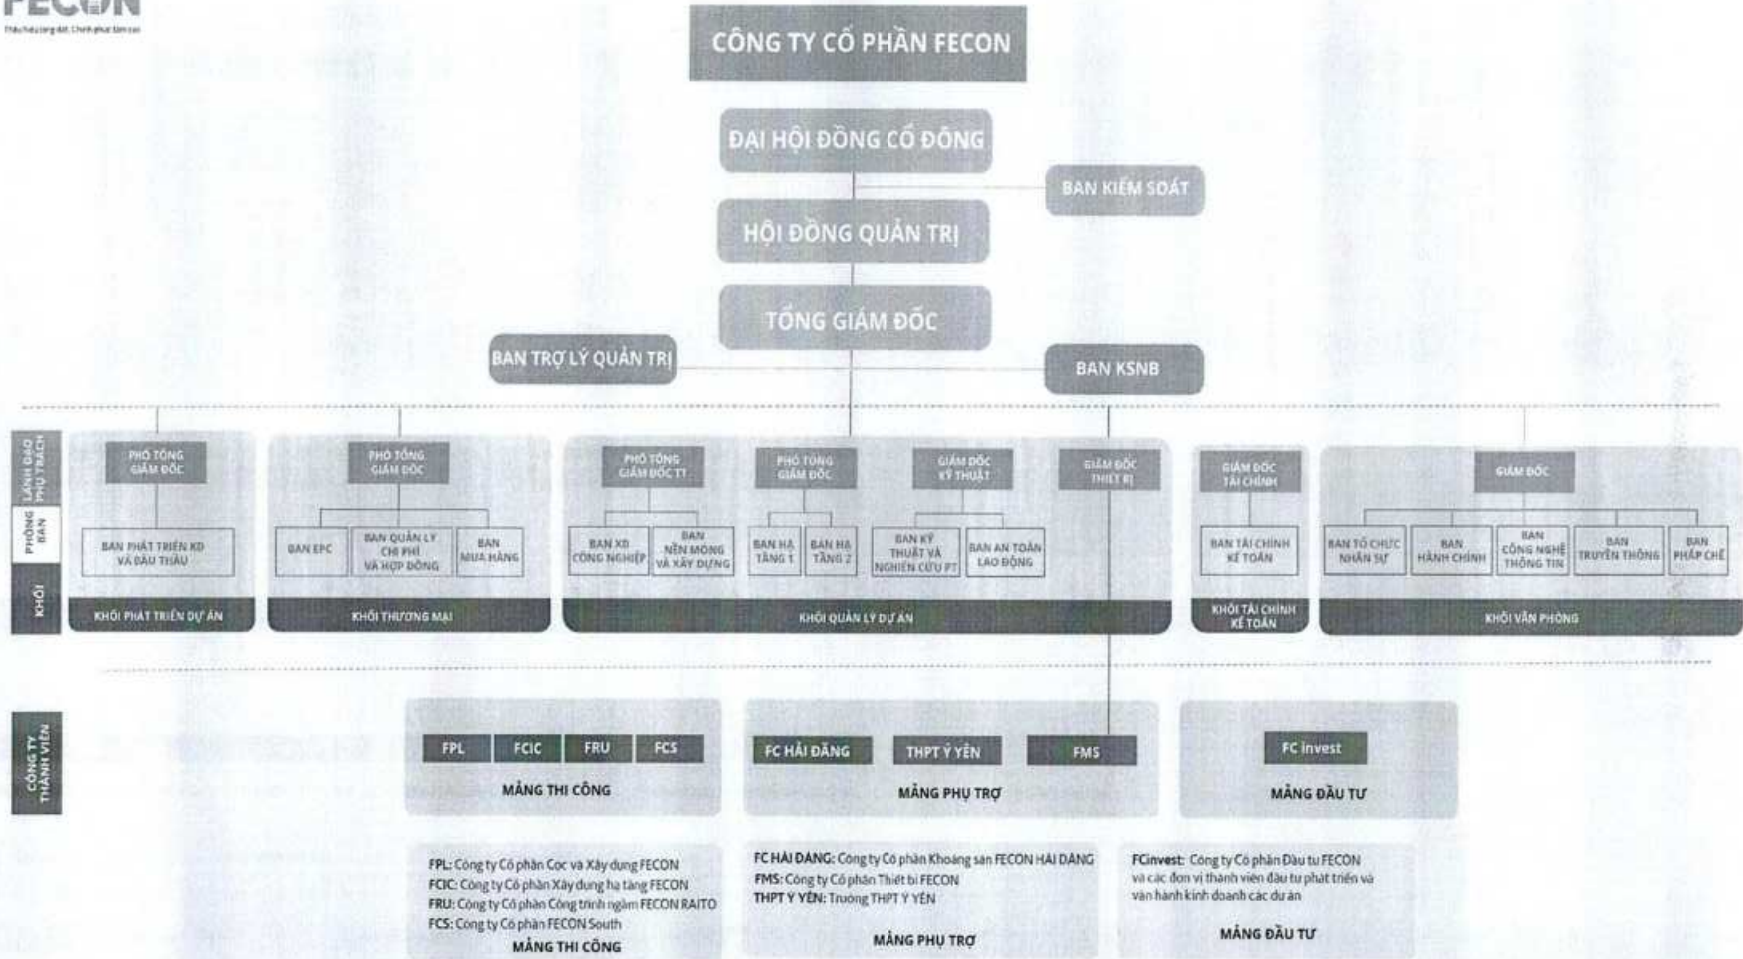 FECON
CÔNG TY CỔ PHẦN FECON
ĐẠI HỘI ĐỒNG CỔ ĐÔNG
BAN KIỂM SOÁT
HỘI ĐỒNG QUẢN TRỊ
TỔNG GIÁM ĐỐC
BAN TRỢ LÝ QUẢN TRỊ
BAN KSNB
LÃNH ĐẠO
PHỤ TRÁCH
PHÓ TỔNG
GIÁM ĐỐC
PHÓ TỔNG
GIÁM ĐỐC
PHÓ TỔNG
GIÁM ĐỐC TT
PHÓ TỔNG
GIÁM ĐỐC
GIÁM ĐỐC
KỸ THUẬT
GIÁM ĐỐC
THIẾT BỊ
GIÁM ĐỐC
TÀI CHÍNH
GIÁM ĐỐC
PHÒNG
BAN
BAN PHÁT TRIỂN KD
VÀ ĐẤU THẦU
BAN EPC
BAN QUẢN LÝ
CHI PHÍ
VÀ HỢP ĐỒNG
BAN
MUA HÀNG
BAN XD
CÔNG NGHIỆP
BAN
NỀN MÓNG
VÀ XÂY DỰNG
BAN HẠ
TẦNG 1
BAN HẠ
TẦNG 2
BAN KỸ
THUẬT VÀ
NGHIÊN CỨU PT
BAN AN TOÀN
LAO ĐỘNG
BAN TÀI CHÍNH
KẾ TOÁN
BAN TỔ CHỨC
NHÂN SỰ
BAN
HÀNH CHÍNH
BAN
CÔNG NGHỆ
THÔNG TIN
BAN
TRUYỀN THÔNG
BAN
PHÁP CHẾ
KHỐI
KHỐI PHÁT TRIỂN DỰ ÁN
KHỐI THƯƠNG MẠI
KHỐI QUẢN LÝ DỰ ÁN
KHỐI TÀI CHÍNH
KẾ TOÁN
KHỐI VĂN PHÒNG
CÔNG TY
THÀNH VIÊN
FPL
FCIC
FRU
FCS
MẢNG THI CÔNG
FC HẢI ĐĂNG
THPT Ý YÊN
FMS
MẢNG PHỤ TRỢ
FC invest
MẢNG ĐẦU TƯ
FPL: Công ty Cổ phần Cọc và Xây dựng FECON
FCIC: Công ty Cổ phần Xây dựng hạ tầng FECON
FRU: Công ty Cổ phần Công trình ngầm FECON RAITO
FCS: Công ty Cổ phần FECON South
MẢNG THI CÔNG
FC HẢI ĐĂNG: Công ty Cổ phần Khoáng sản FECON HẢI ĐĂNG
FMS: Công ty Cổ phần Thiết bị FECON
THPT Ý YÊN: Trường THPT Ý YÊN
MẢNG PHỤ TRỢ
FCinvest: Công ty Cổ phần Đầu tư FECON
và các đơn vị thành viên đầu tư phát triển và
vận hành kinh doanh các dự án
MẢNG ĐẦU TƯ